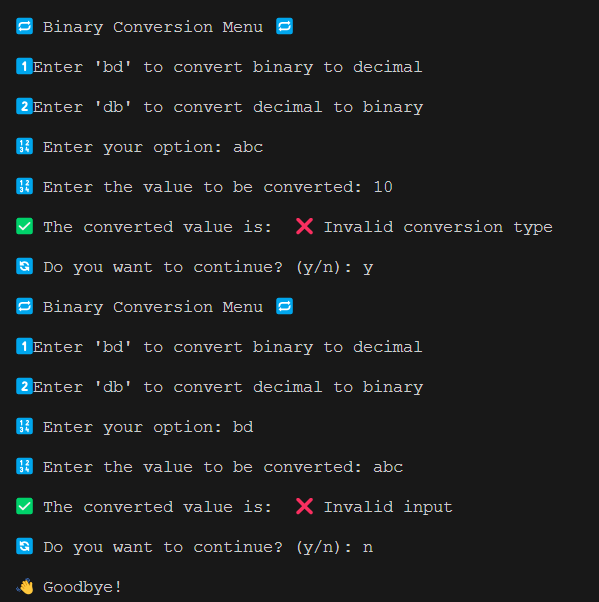 🔁 Binary Conversion Menu 🔁
1️⃣Enter 'bd' to convert binary to decimal
2️⃣Enter 'db' to convert decimal to binary
🔢 Enter your option: abc
🔢 Enter the value to be converted: 10
✅ The converted value is:  ❌ Invalid conversion type
🔄 Do you want to continue? (y/n): y
🔁 Binary Conversion Menu 🔁
1️⃣Enter 'bd' to convert binary to decimal
2️⃣Enter 'db' to convert decimal to binary
🔢 Enter your option: bd
🔢 Enter the value to be converted: abc
✅ The converted value is:  ❌ Invalid input
🔄 Do you want to continue? (y/n): n
👋 Goodbye!